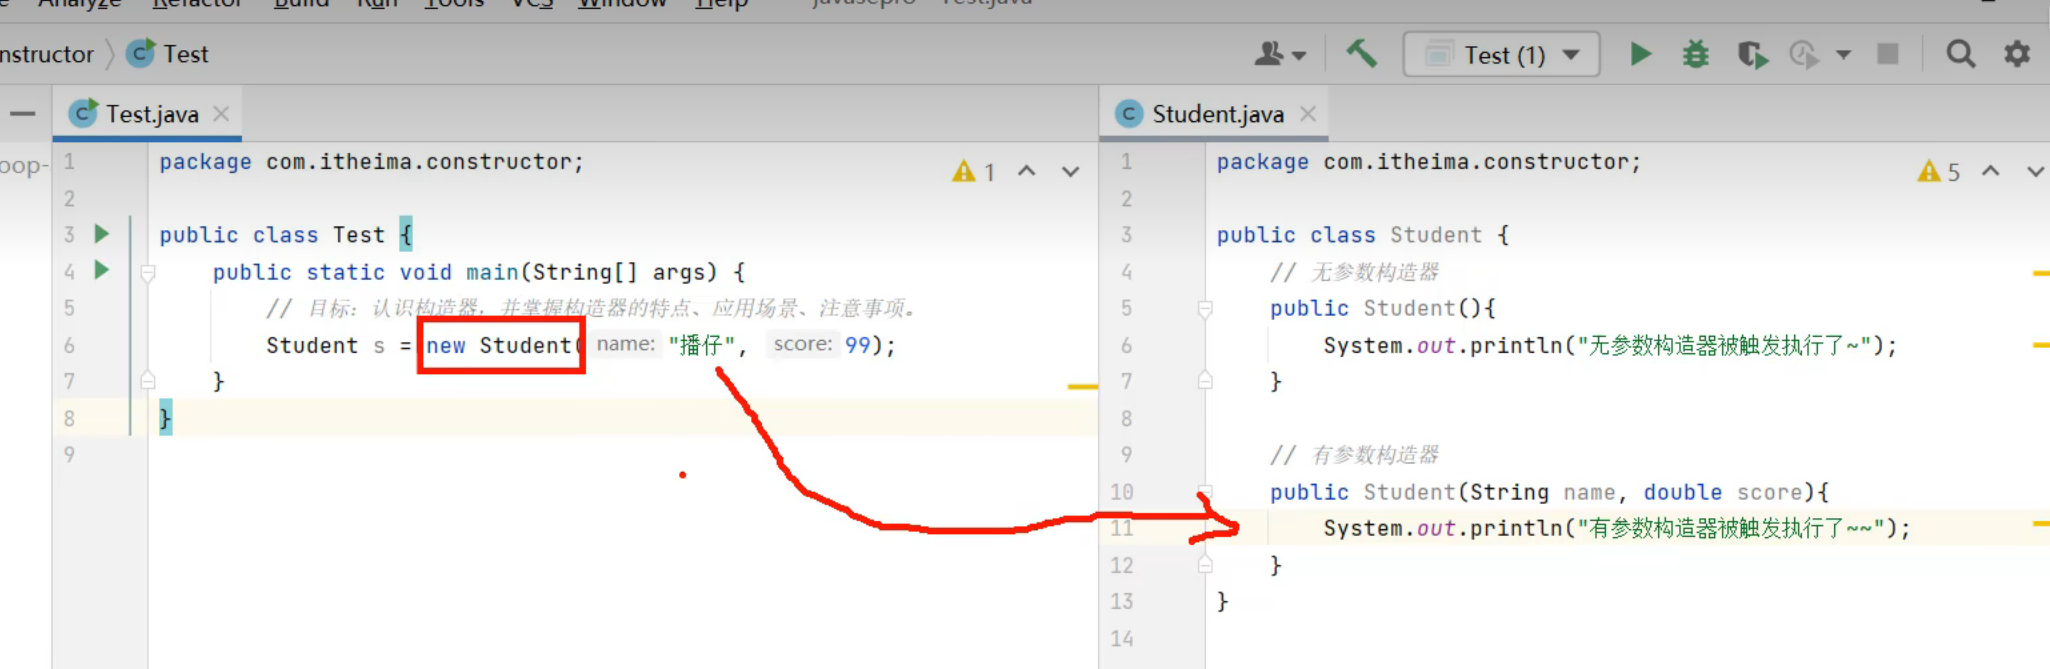 Analyze Refactor Build Run Tools VCS Window Help javasepro Test.java
nstructor Test
Test (1)
Test.java
Student.java
oop-
1 package com.itheima.constructor;
1
2
3 public class Test {
4 public static void main(String[] args) {
5 // 目标：认识构造器，并掌握构造器的特点、应用场景、注意事项。
6 Student s = new Student( name: "播仔", score: 99);
7 }
8 }
9
1 package com.itheima.constructor;
5
2
3 public class Student {
4 // 无参数构造器
5 public Student(){
6 System.out.println("无参数构造器被触发执行了~");
7 }
8
9 // 有参数构造器
10 public Student(String name, double score){
11 System.out.println("有参数构造器被触发执行了~~");
12 }
13 }
14